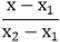 x − x₁
x₂ − x₁